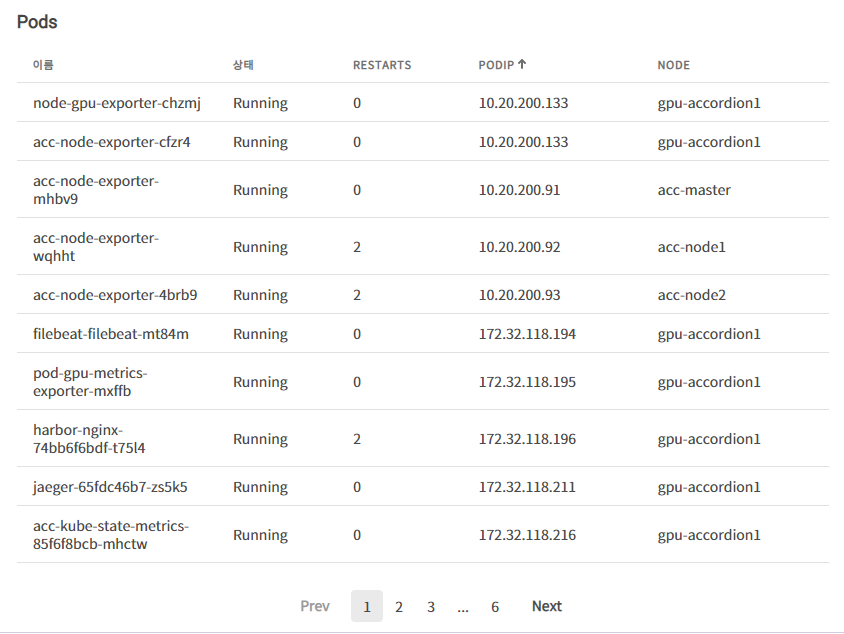 Pods
이름 상태 RESTARTS PODIP↑ NODE
node-gpu-exporter-chzmj Running 0 10.20.200.133 gpu-accordion1
acc-node-exporter-cfzr4 Running 0 10.20.200.133 gpu-accordion1
acc-node-exporter-
mhbv9 Running 0 10.20.200.91 acc-master
acc-node-exporter-
wqhht Running 2 10.20.200.92 acc-node1
acc-node-exporter-4brb9 Running 2 10.20.200.93 acc-node2
filebeat-filebeat-mt84m Running 0 172.32.118.194 gpu-accordion1
pod-gpu-metrics-
exporter-mxffb Running 0 172.32.118.195 gpu-accordion1
harbor-nginx-
74bb6f6bdf-t75l4 Running 2 172.32.118.196 gpu-accordion1
jaeger-65fdc46b7-zs5k5 Running 0 172.32.118.211 gpu-accordion1
acc-kube-state-metrics-
85f6f8bcb-mhctw Running 0 172.32.118.216 gpu-accordion1
Prev 1 2 3 ... 6 Next